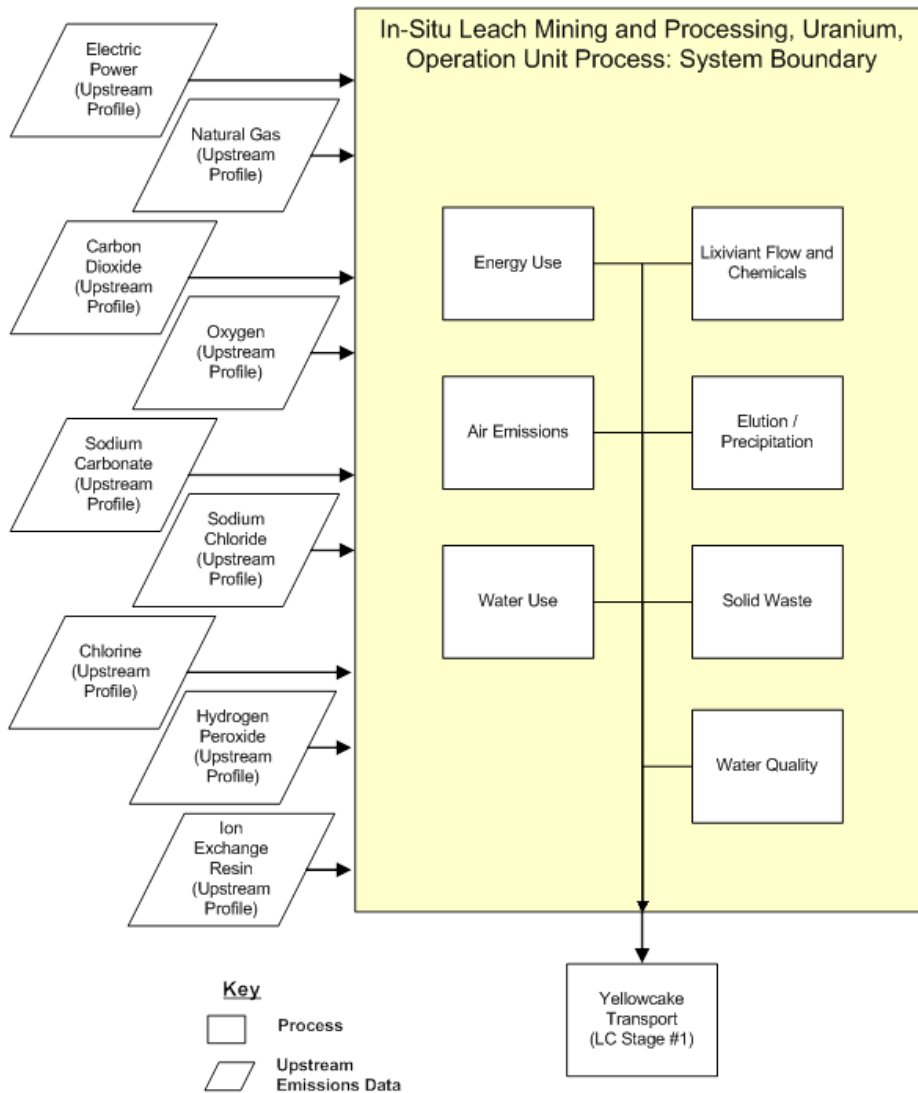 In-Situ Leach Mining and Processing, Uranium,
Operation Unit Process: System Boundary
Electric
Power
(Upstream
Profile)
Natural Gas
(Upstream
Profile)
Carbon
Dioxide
(Upstream
Profile)
Oxygen
(Upstream
Profile)
Sodium
Carbonate
(Upstream
Profile)
Sodium
Chloride
(Upstream
Profile)
Chlorine
(Upstream
Profile)
Hydrogen
Peroxide
(Upstream
Profile)
Ion
Exchange
Resin
(Upstream
Profile)
Energy Use
Lixiviant Flow and
Chemicals
Air Emissions
Elution /
Precipitation
Water Use
Solid Waste
Water Quality
Yellowcake
Transport
(LC Stage #1)
Key
Process
Upstream
Emissions Data